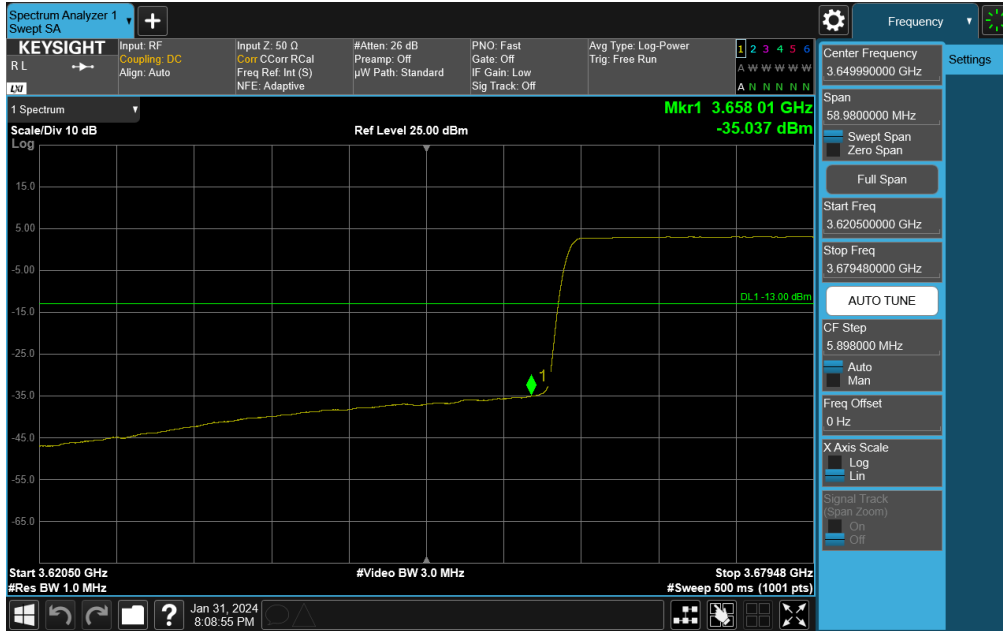 Spectrum Analyzer 1
Swept SA
Frequency
KEYSIGHT
R L
LXI
Input: RF
Coupling: DC
Align: Auto
Input Z: 50 Ω
Corr CCorr RCal
Freq Ref: Int (S)
NFE: Adaptive
#Atten: 26 dB
Preamp: Off
µW Path: Standard
PNO: Fast
Gate: Off
IF Gain: Low
Sig Track: Off
Avg Type: Log-Power
Trig: Free Run
1 2 3 4 5 6
A W W W W W
A N N N N N
1 Spectrum
Scale/Div 10 dB
Log
Ref Level 25.00 dBm
Mkr1 3.658 01 GHz
-35.037 dBm
15.0
5.00
-5.00
-15.0
-25.0
-35.0
-45.0
-55.0
-65.0
DL1 -13.00 dBm
1
Start 3.62050 GHz
#Res BW 1.0 MHz
#Video BW 3.0 MHz
Stop 3.67948 GHz
#Sweep 500 ms (1001 pts)
Jan 31, 2024
8:08:55 PM
?
Center Frequency
3.649990000 GHz
Span
58.9800000 MHz
Swept Span
Zero Span
Full Span
Start Freq
3.620500000 GHz
Stop Freq
3.679480000 GHz
AUTO TUNE
CF Step
5.898000 MHz
Auto
Man
Freq Offset
0 Hz
X Axis Scale
Log
Lin
Signal Track
(Span Zoom)
On
Off
Settings